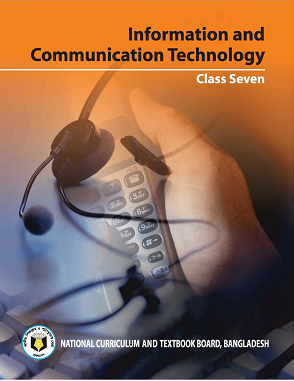 Information and
Communication Technology
Class Seven
NATIONAL CURRICULUM AND TEXTBOOK BOARD, BANGLADESH